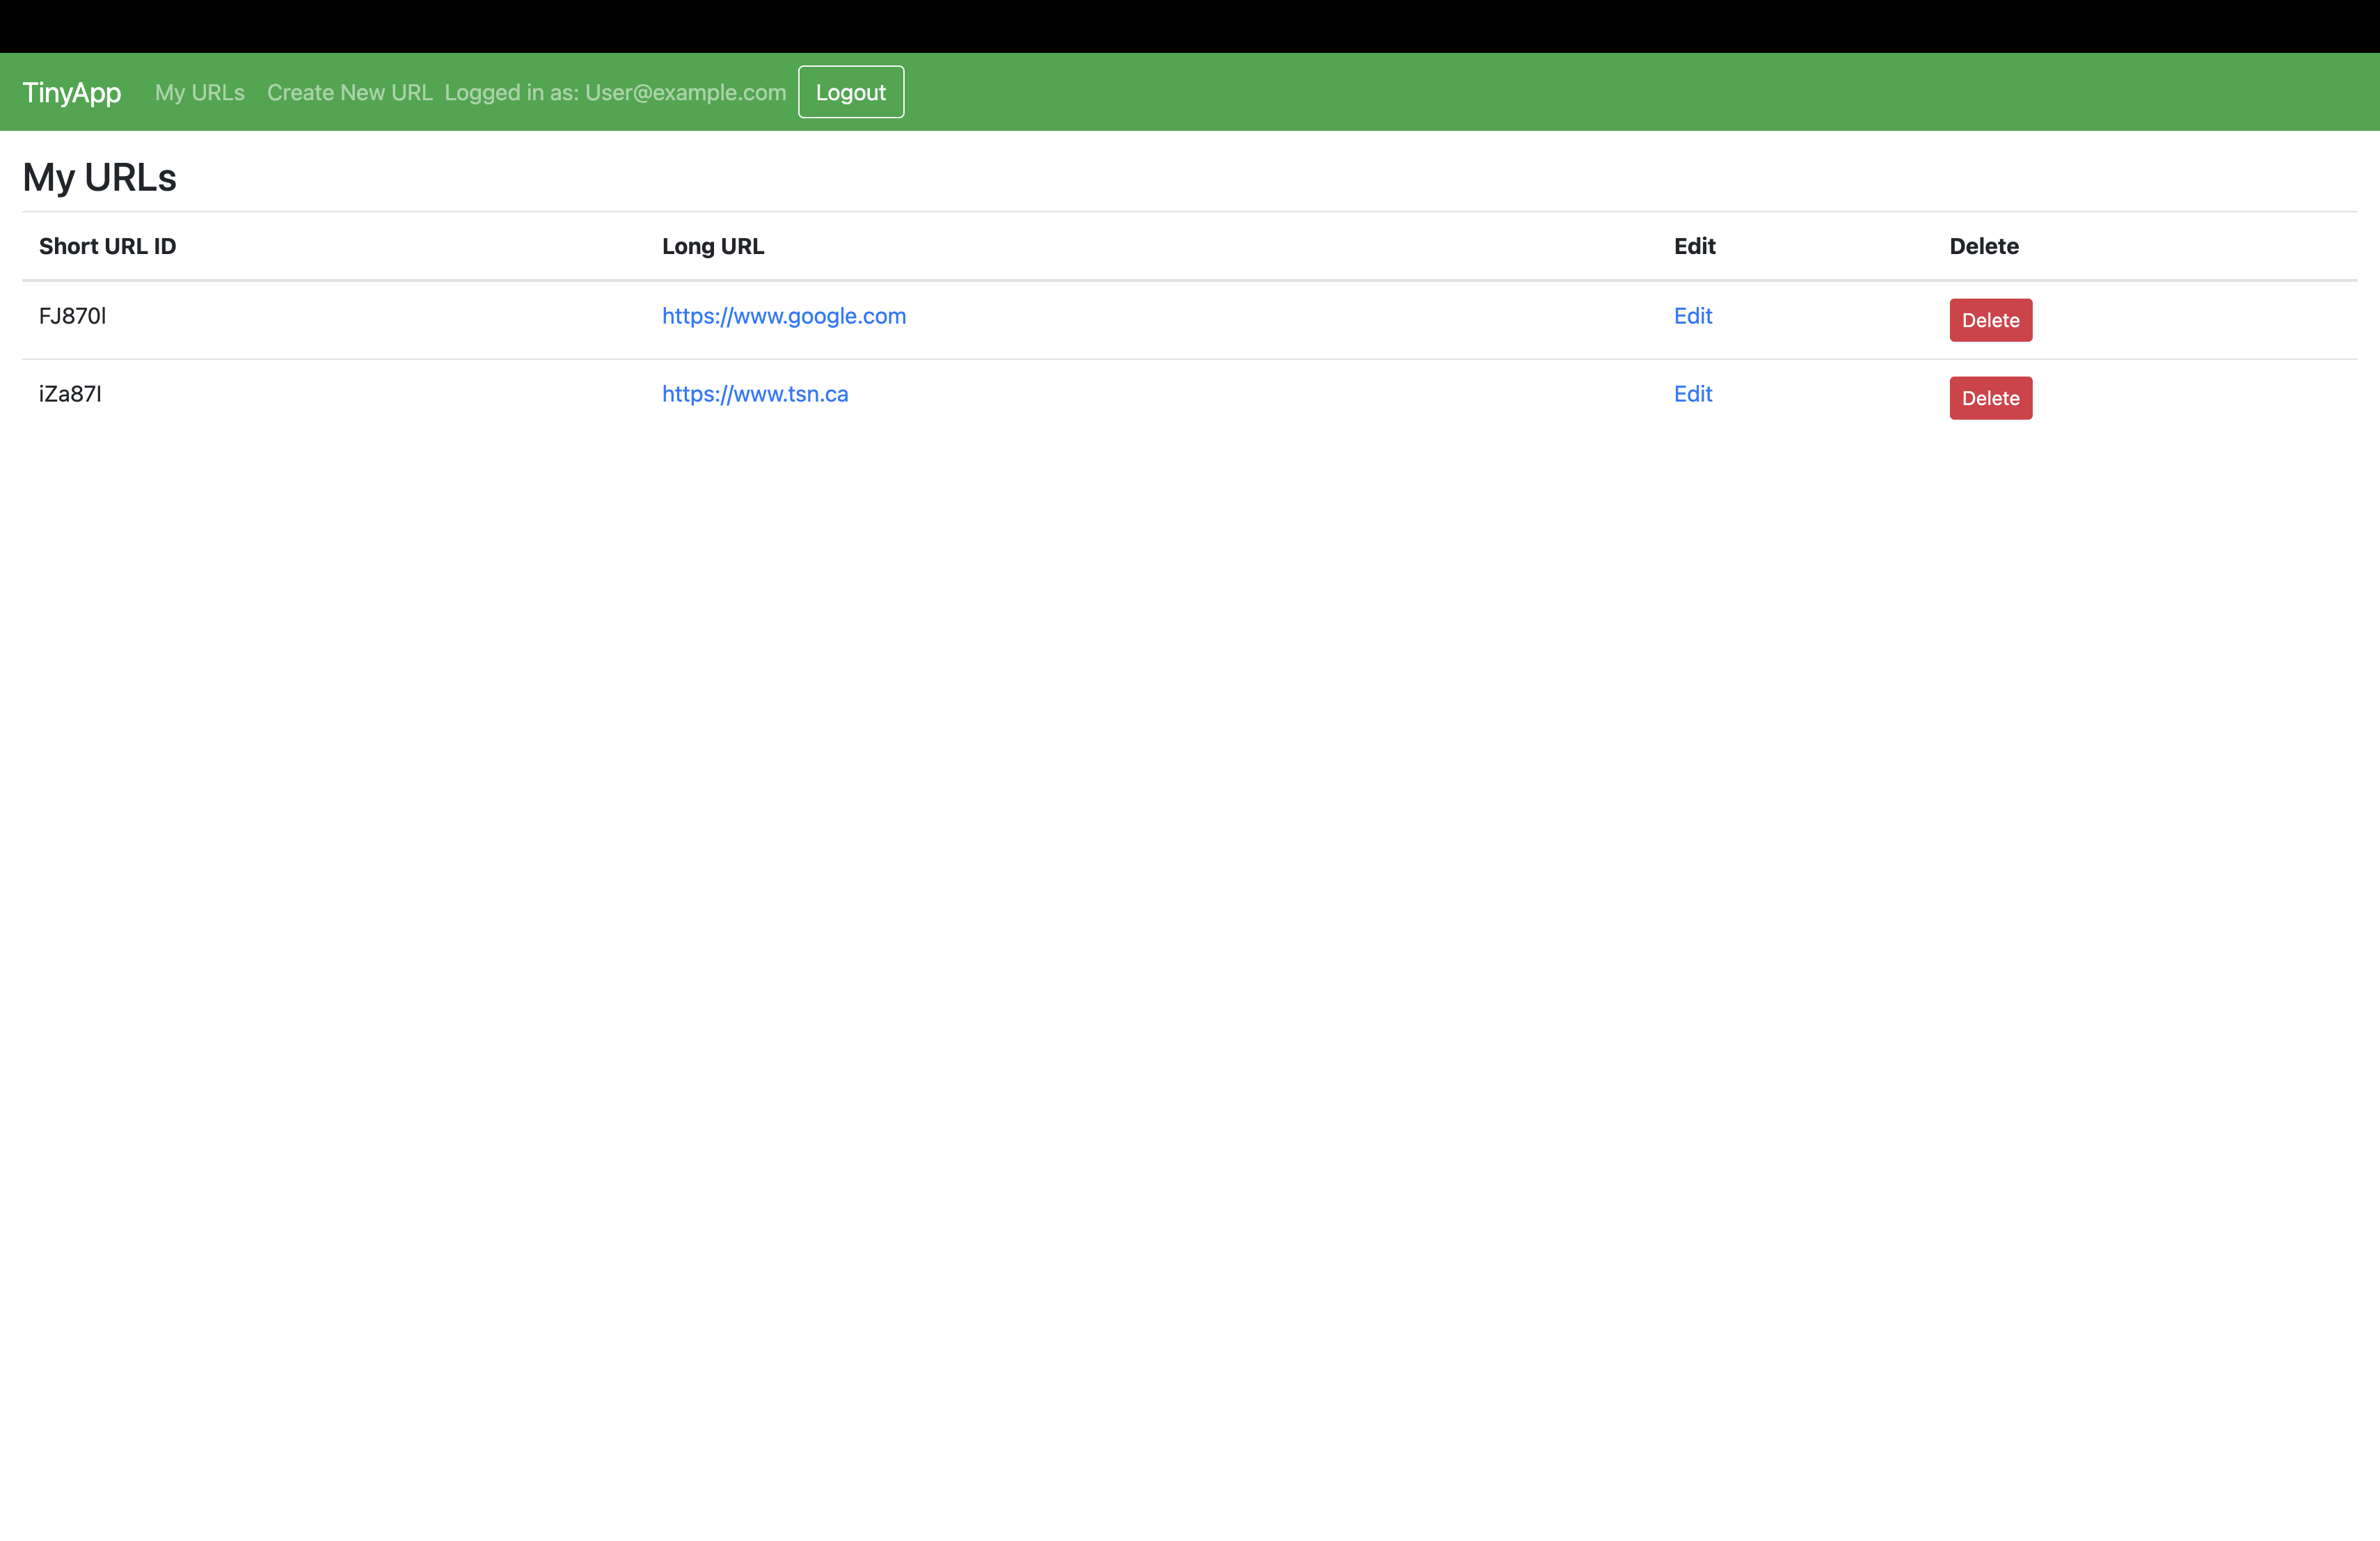 TinyApp My URLs Create New URL Logged in as: User@example.com Logout
My URLs
Short URL ID Long URL Edit Delete
FJ870l https://www.google.com Edit Delete
iZa87l https://www.tsn.ca Edit Delete